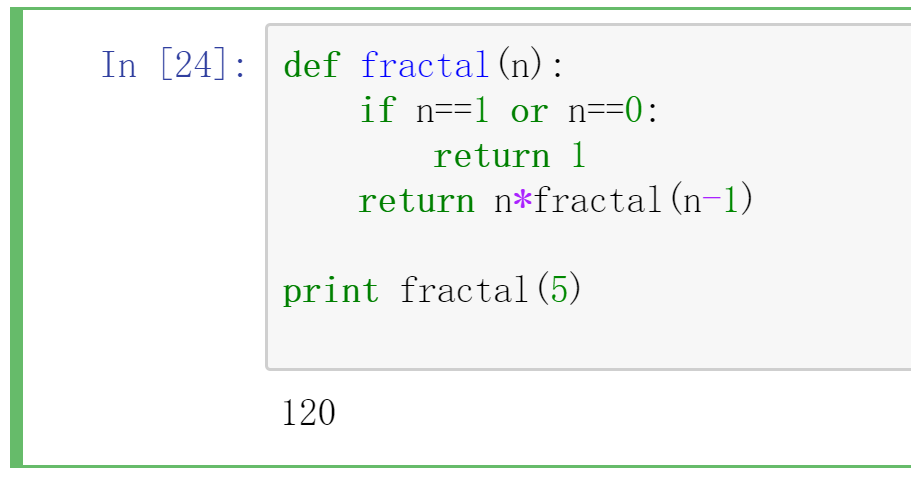 In [24]: def fractal(n):
    if n==1 or n==0:
        return 1
    return n*fractal(n-1)
print fractal(5)
120